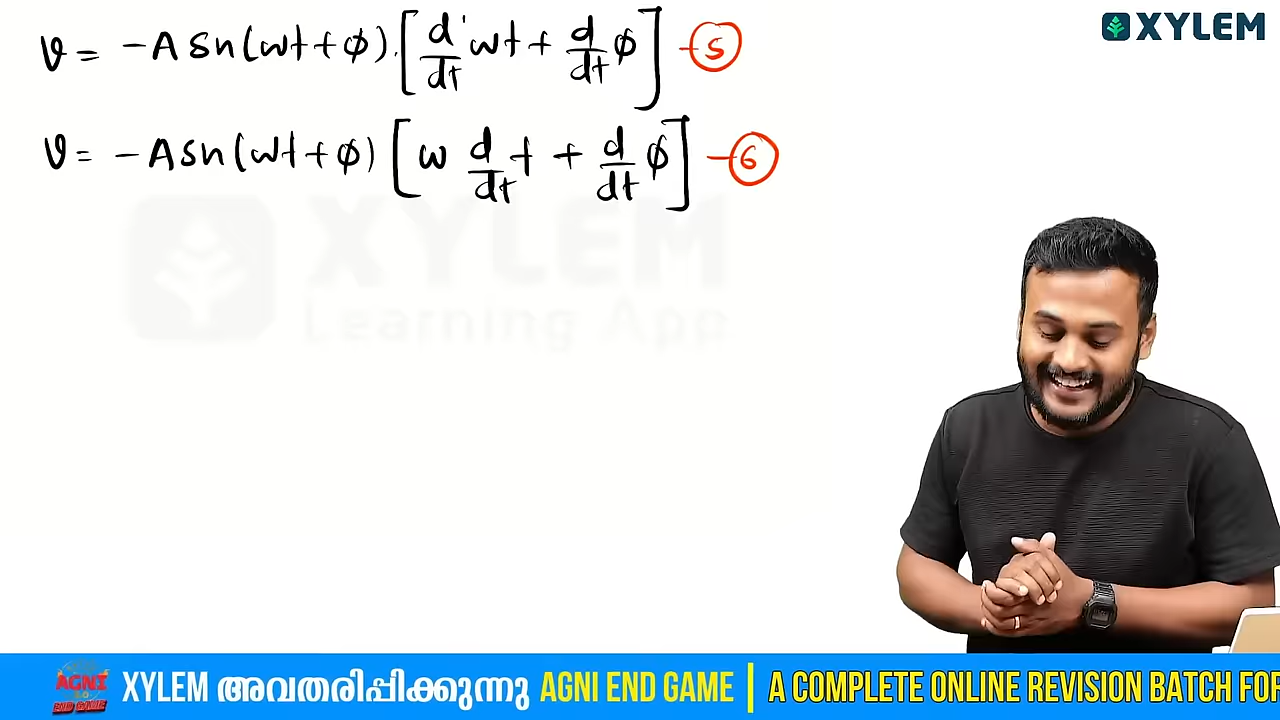 XYLEM
v = -A sn(ωt+φ). [d/dt ωt + d/dt φ] -5
v = -A sn(ωt+φ) [ω d/dt t + d/dt φ] -6
XYLEM
Learning App
AGNI
END GAME
XYLEM അവതരിപ്പിക്കുന്നു AGNI END GAME | A COMPLETE ONLINE REVISION BATCH FOR